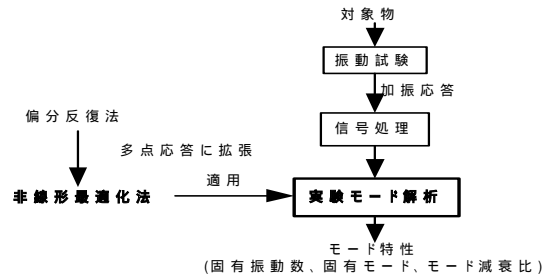 対象物
振動試験
加振応答
偏分反復法
信号処理
多点応答に拡張
適用
非線形最適化法
実験モード解析
モード特性
(固有振動数、固有モード、モード減衰比)